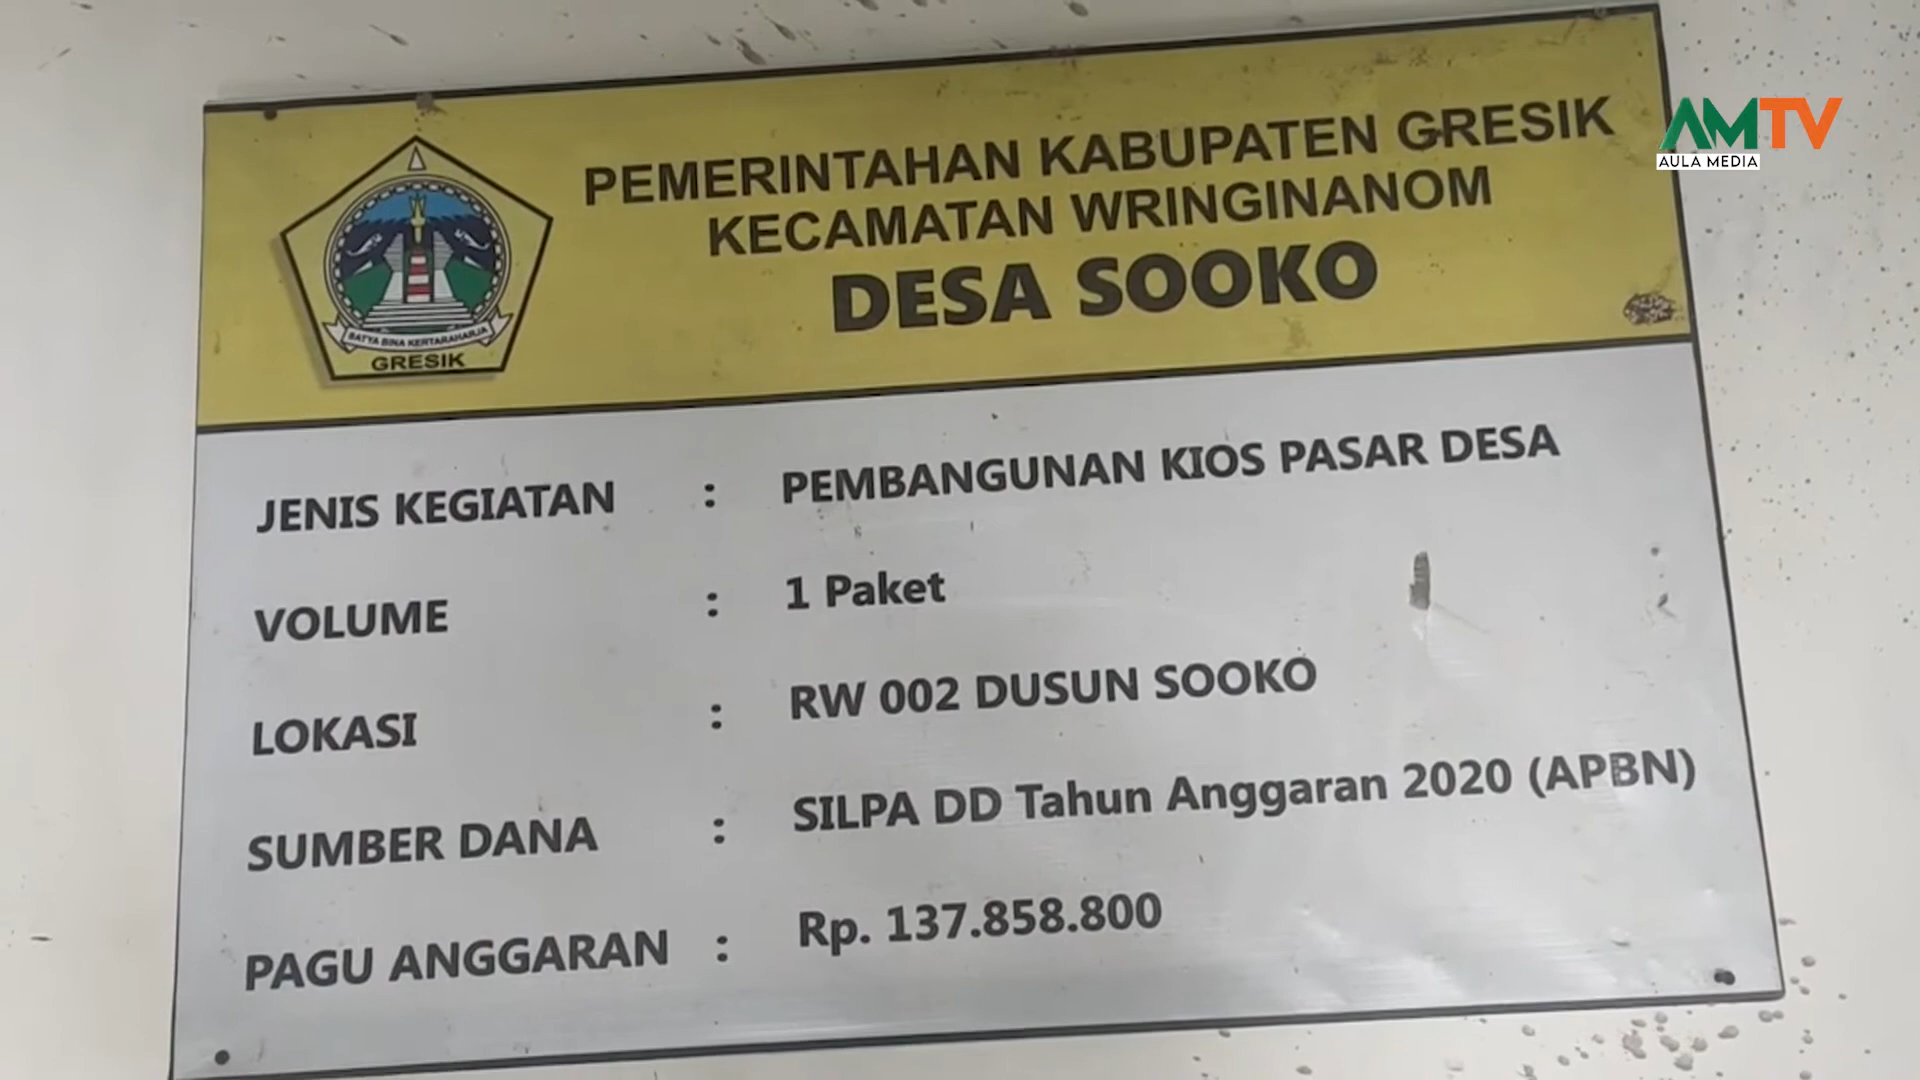 AMTV
AULA MEDIA
PEMERINTAHAN KABUPATEN GRESIK
KECAMATAN WRINGINANOM
DESA SOOKO
SATYA BINA KERTARAHARJA
GRESIK
JENIS KEGIATAN : PEMBANGUNAN KIOS PASAR DESA
VOLUME : 1 Paket
LOKASI : RW 002 DUSUN SOOKO
SUMBER DANA : SILPA DD Tahun Anggaran 2020 (APBN)
PAGU ANGGARAN : Rp. 137.858.800